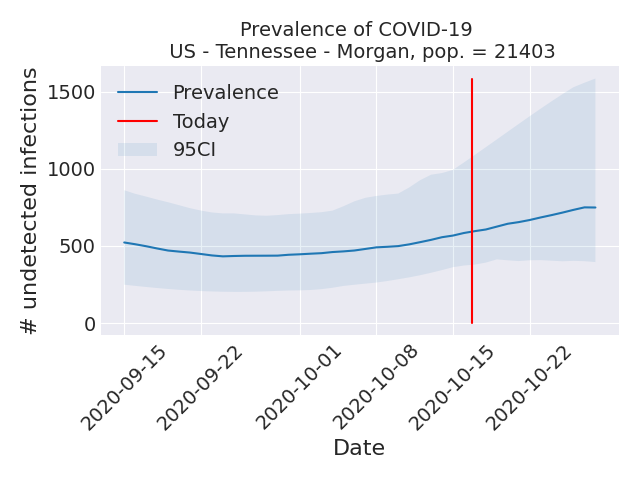 Prevalence of COVID-19
US - Tennessee - Morgan, pop. = 21403
# undetected infections
1500
1000
500
0
Prevalence
Today
95CI
2020-09-15
2020-09-22
2020-10-01
2020-10-08
2020-10-15
2020-10-22
Date